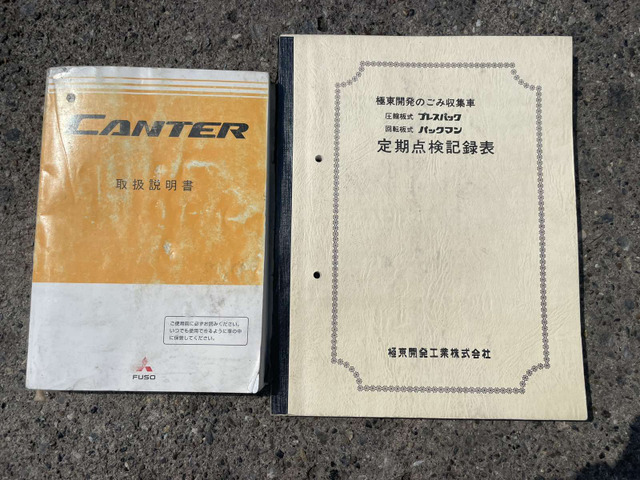 CANTER
取扱説明書
ご使用前に必ずお読みください。
いつでも使用できるように車の中
に保管してください。
FUSO
極東開発のごみ収集車
圧縮板式 プレスパック
回転板式 パックマン
定期点検記録表
極東開発工業株式会社